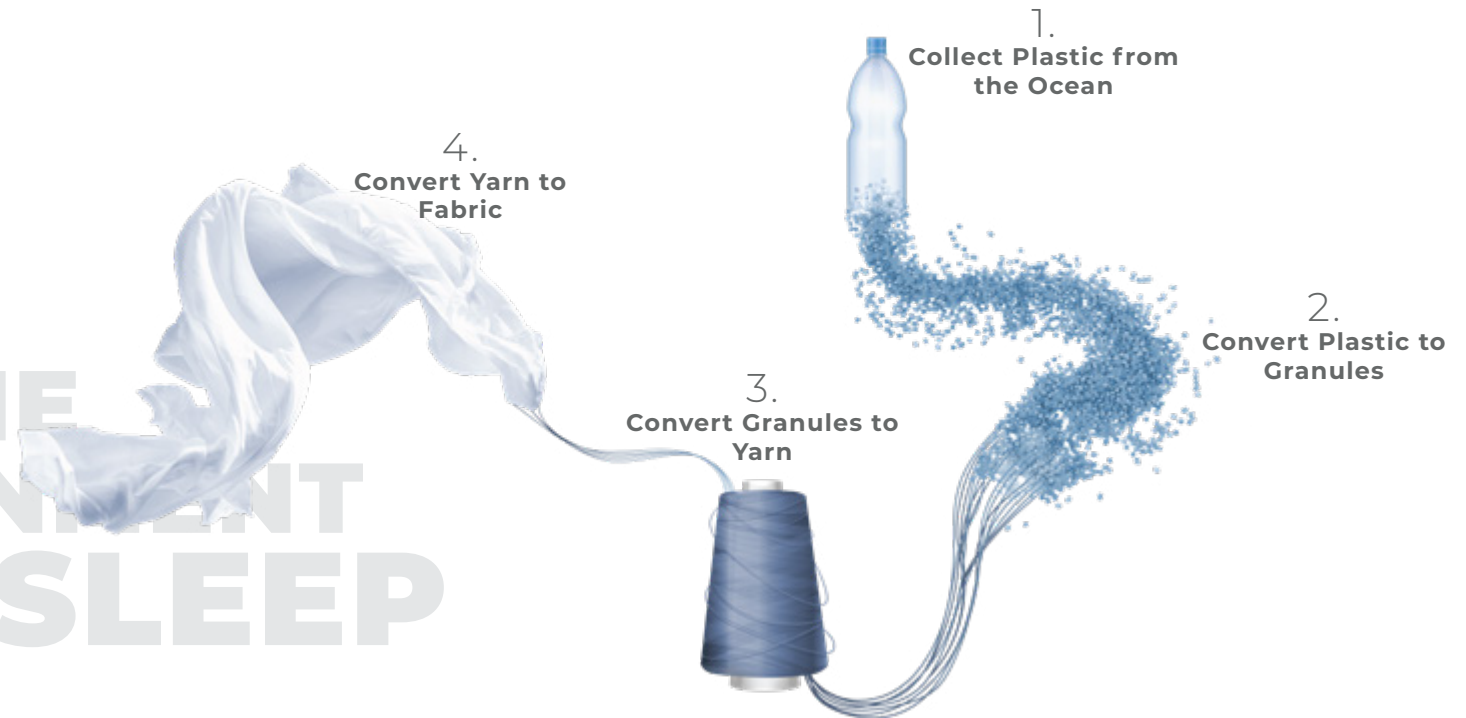 1.
Collect Plastic from
the Ocean
2.
Convert Plastic to
Granules
3.
Convert Granules to
Yarn
4.
Convert Yarn to
Fabric
SLEEP